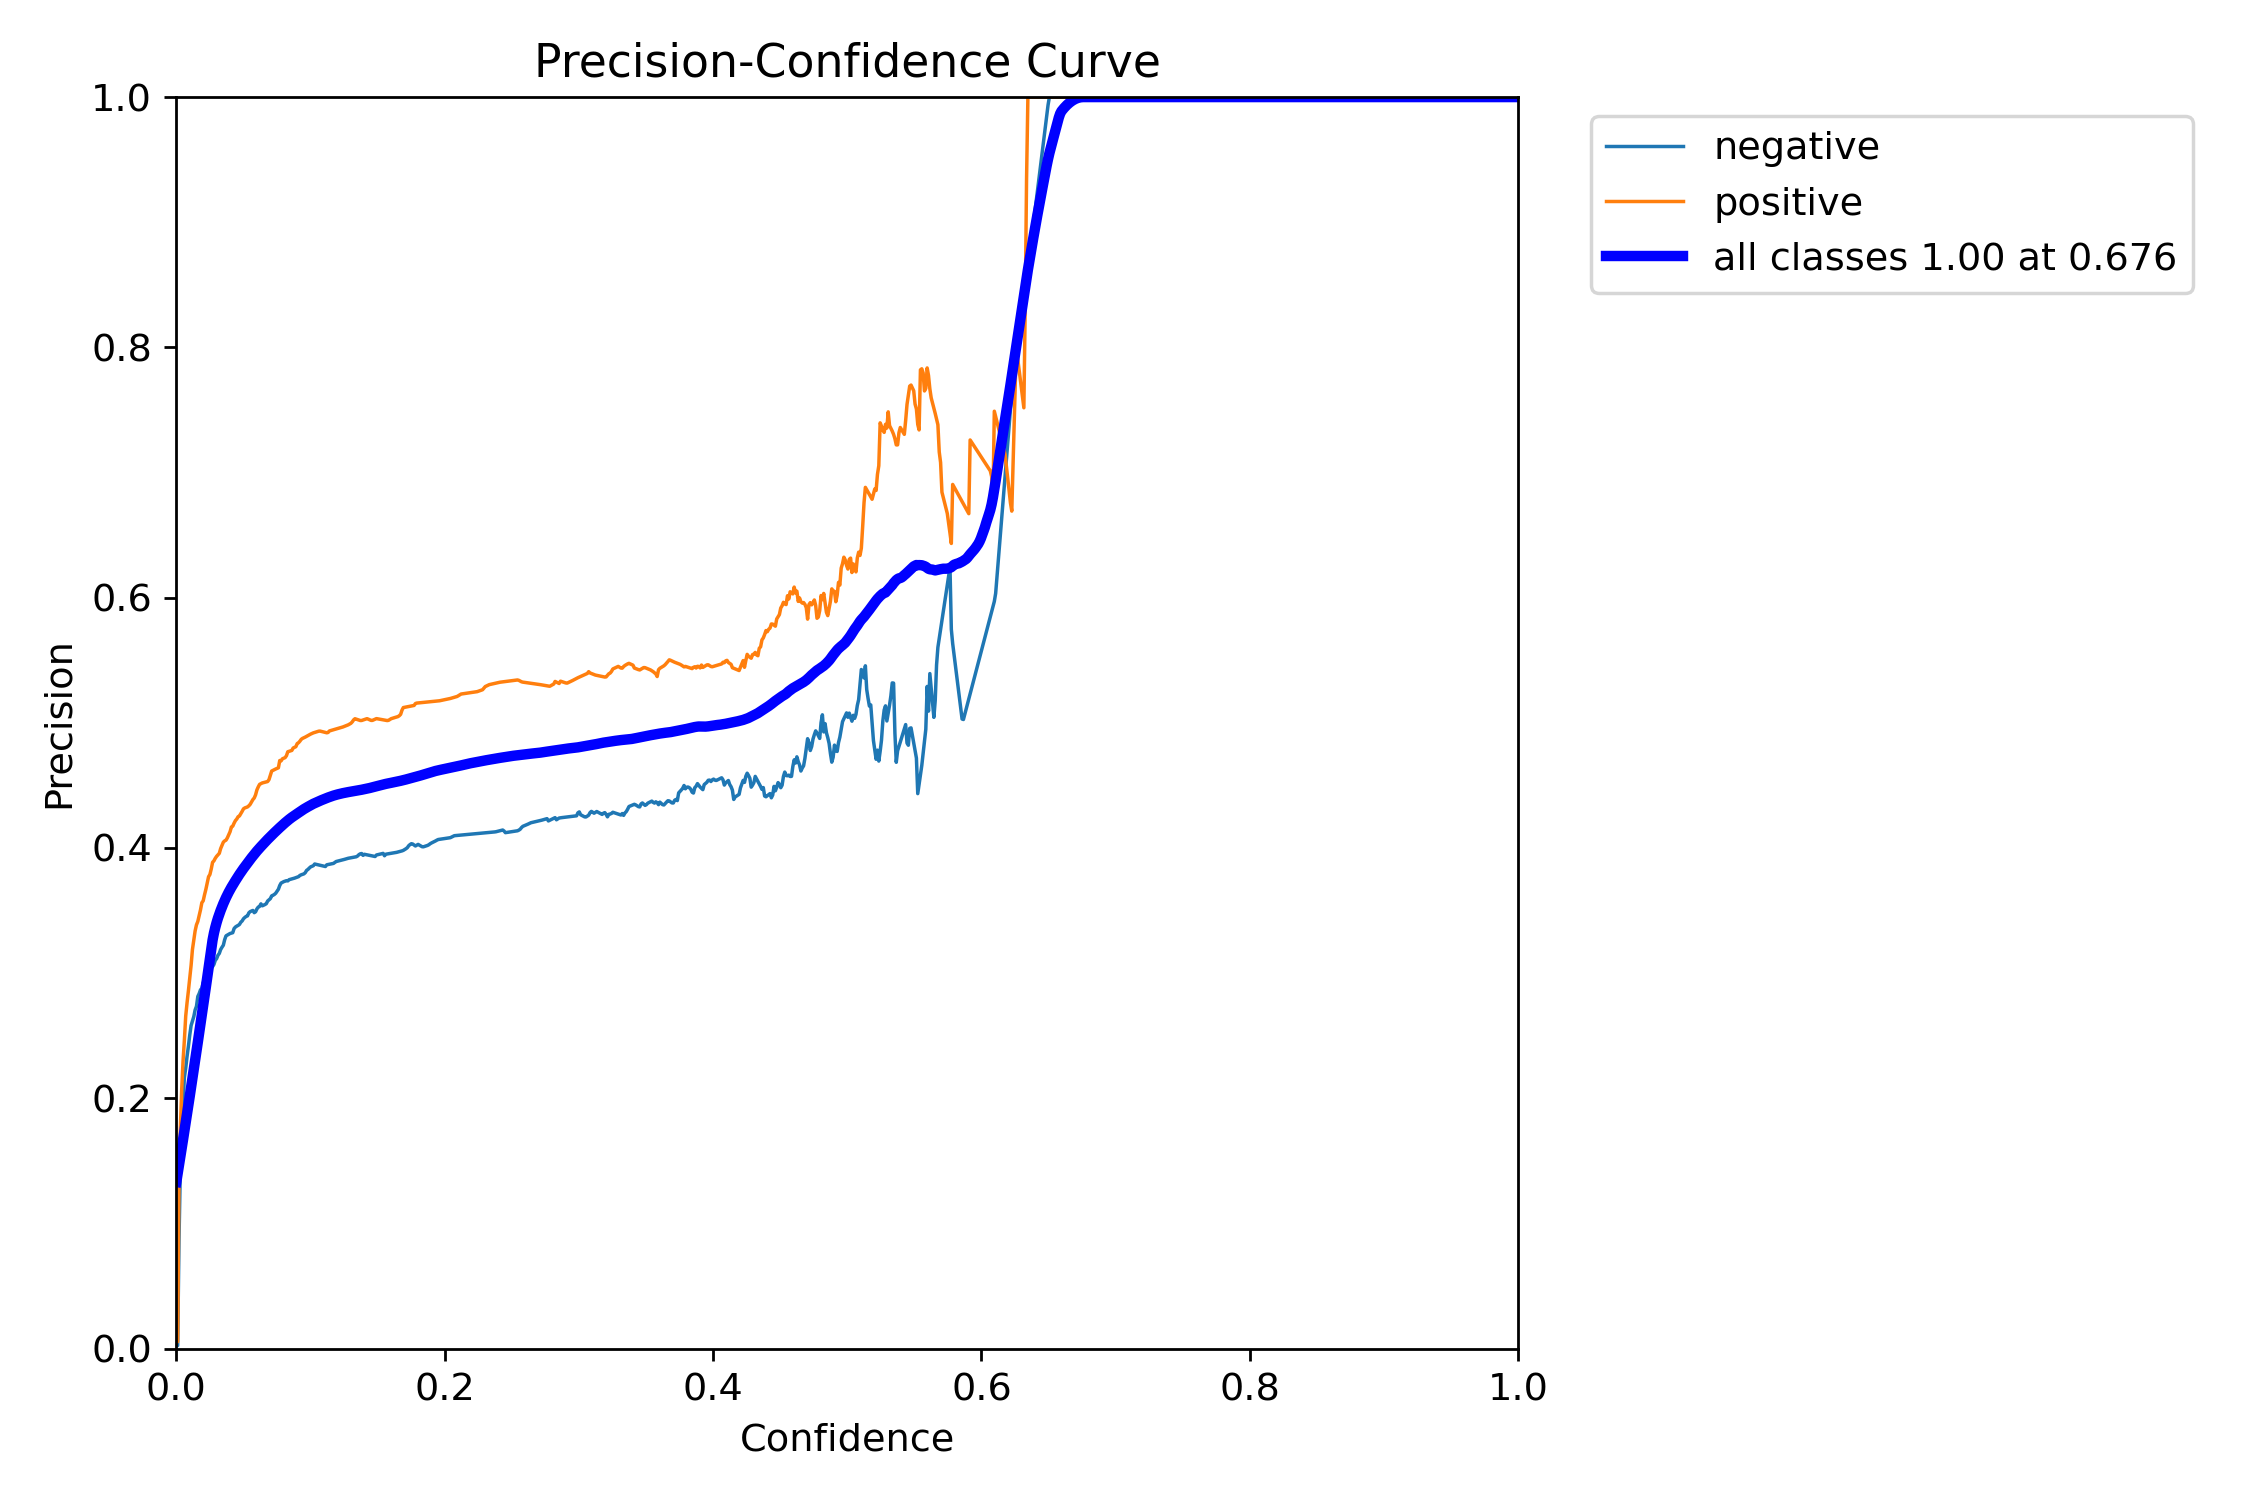 Precision-Confidence Curve
1.0
0.8
0.6
0.4
0.2
0.0
Precision
0.0 0.2 0.4 0.6 0.8 1.0
Confidence
negative
positive
all classes 1.00 at 0.676